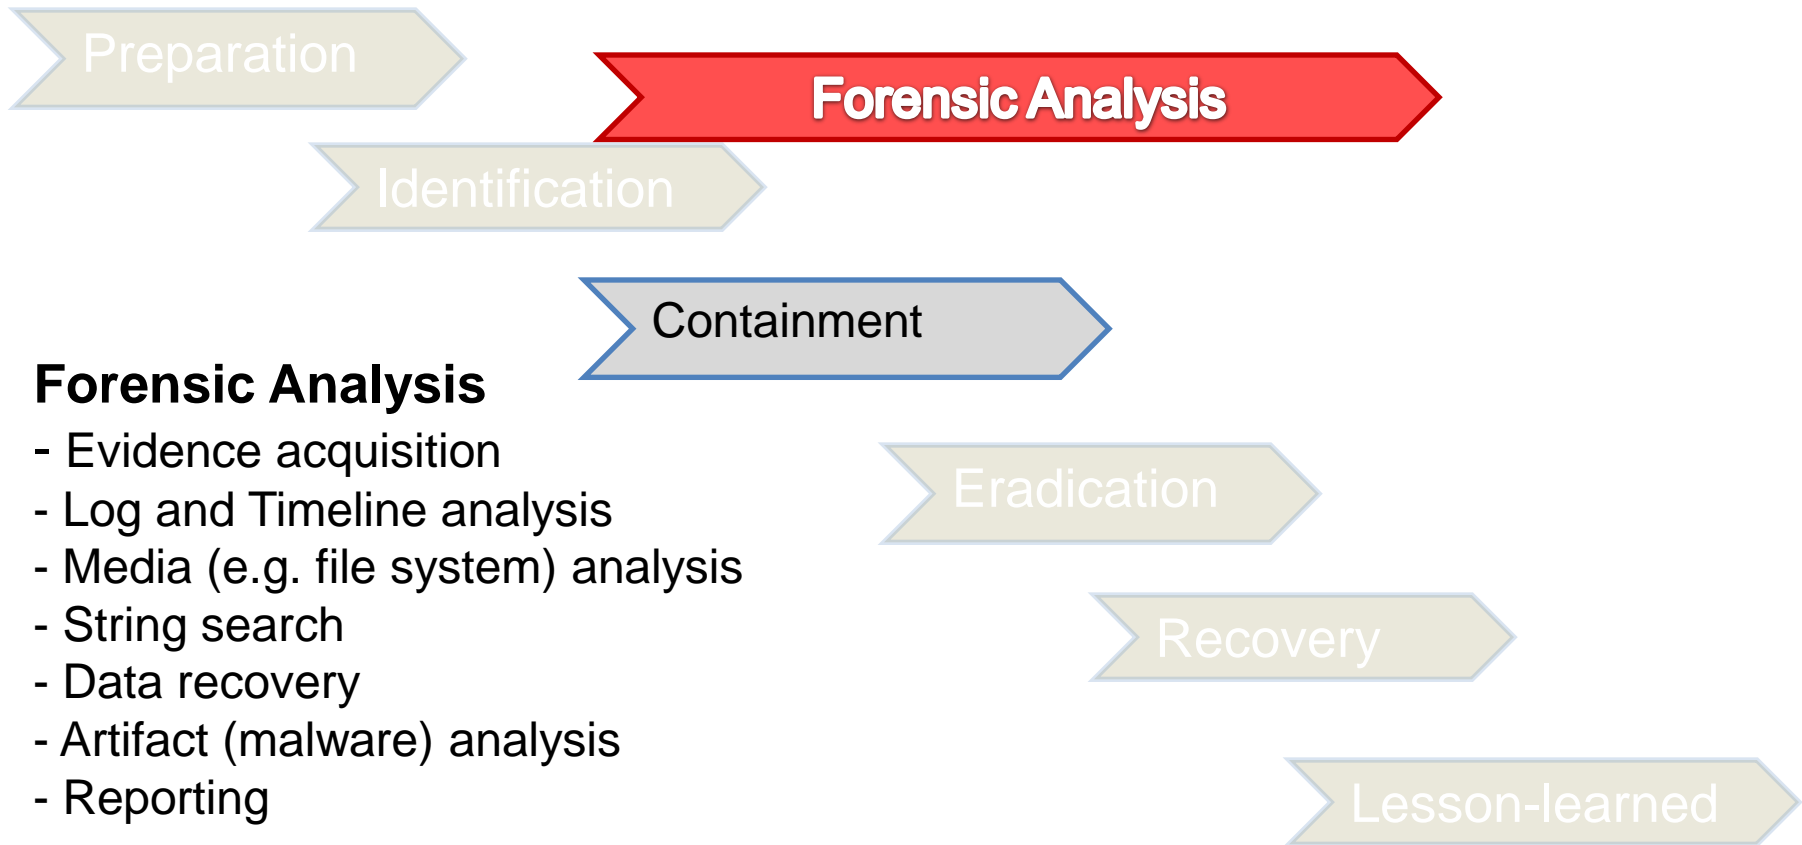 Preparation
Forensic Analysis
Identification
Containment
Forensic Analysis
- Evidence acquisition
- Log and Timeline analysis
- Media (e.g. file system) analysis
- String search
- Data recovery
- Artifact (malware) analysis
- Reporting
Eradication
Recovery
Lesson-learned